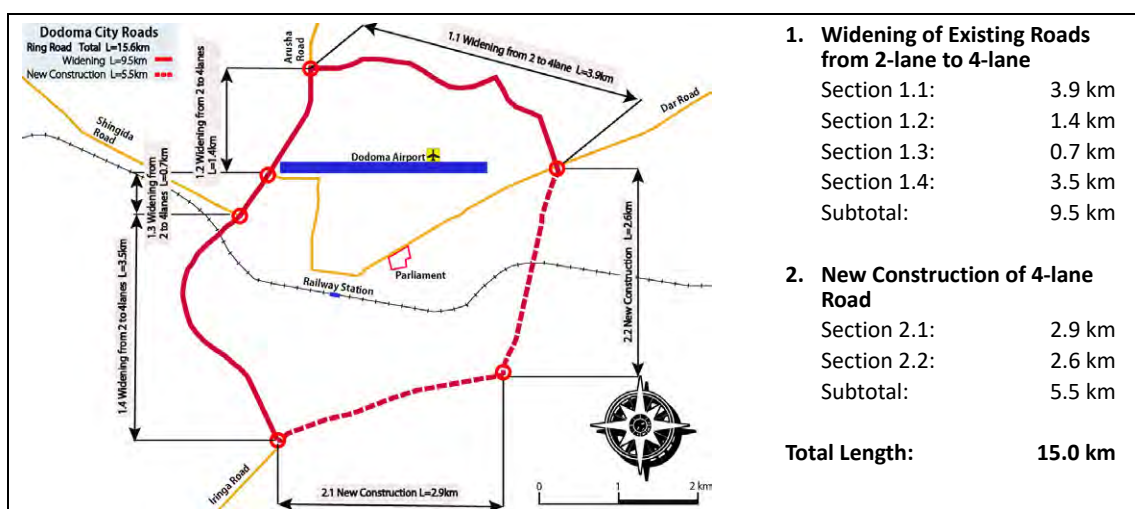 Dodoma City Roads
Ring Road Total L=15.6km
Widening L=9.5km
New Construction L=5.5km
Arusha
Road
1.1 Widening from 2 to 4lane L=3.9km
Dar Road
Shingida
Road
1.2 Widening from 2 to 4lanes
L=1.4km
Dodoma Airport
1.3 Widening from
2 to 4lanes L=0.7km
Parliament
Railway Station
2.2 New Construction L=2.6km
1.4 Widening from 2 to 4lanes L=3.5km
Iringa Road
2.1 New Construction L=2.9km
0 1 2 km
1. Widening of Existing Roads
from 2-lane to 4-lane
Section 1.1: 3.9 km
Section 1.2: 1.4 km
Section 1.3: 0.7 km
Section 1.4: 3.5 km
Subtotal: 9.5 km
2. New Construction of 4-lane
Road
Section 2.1: 2.9 km
Section 2.2: 2.6 km
Subtotal: 5.5 km
Total Length: 15.0 km